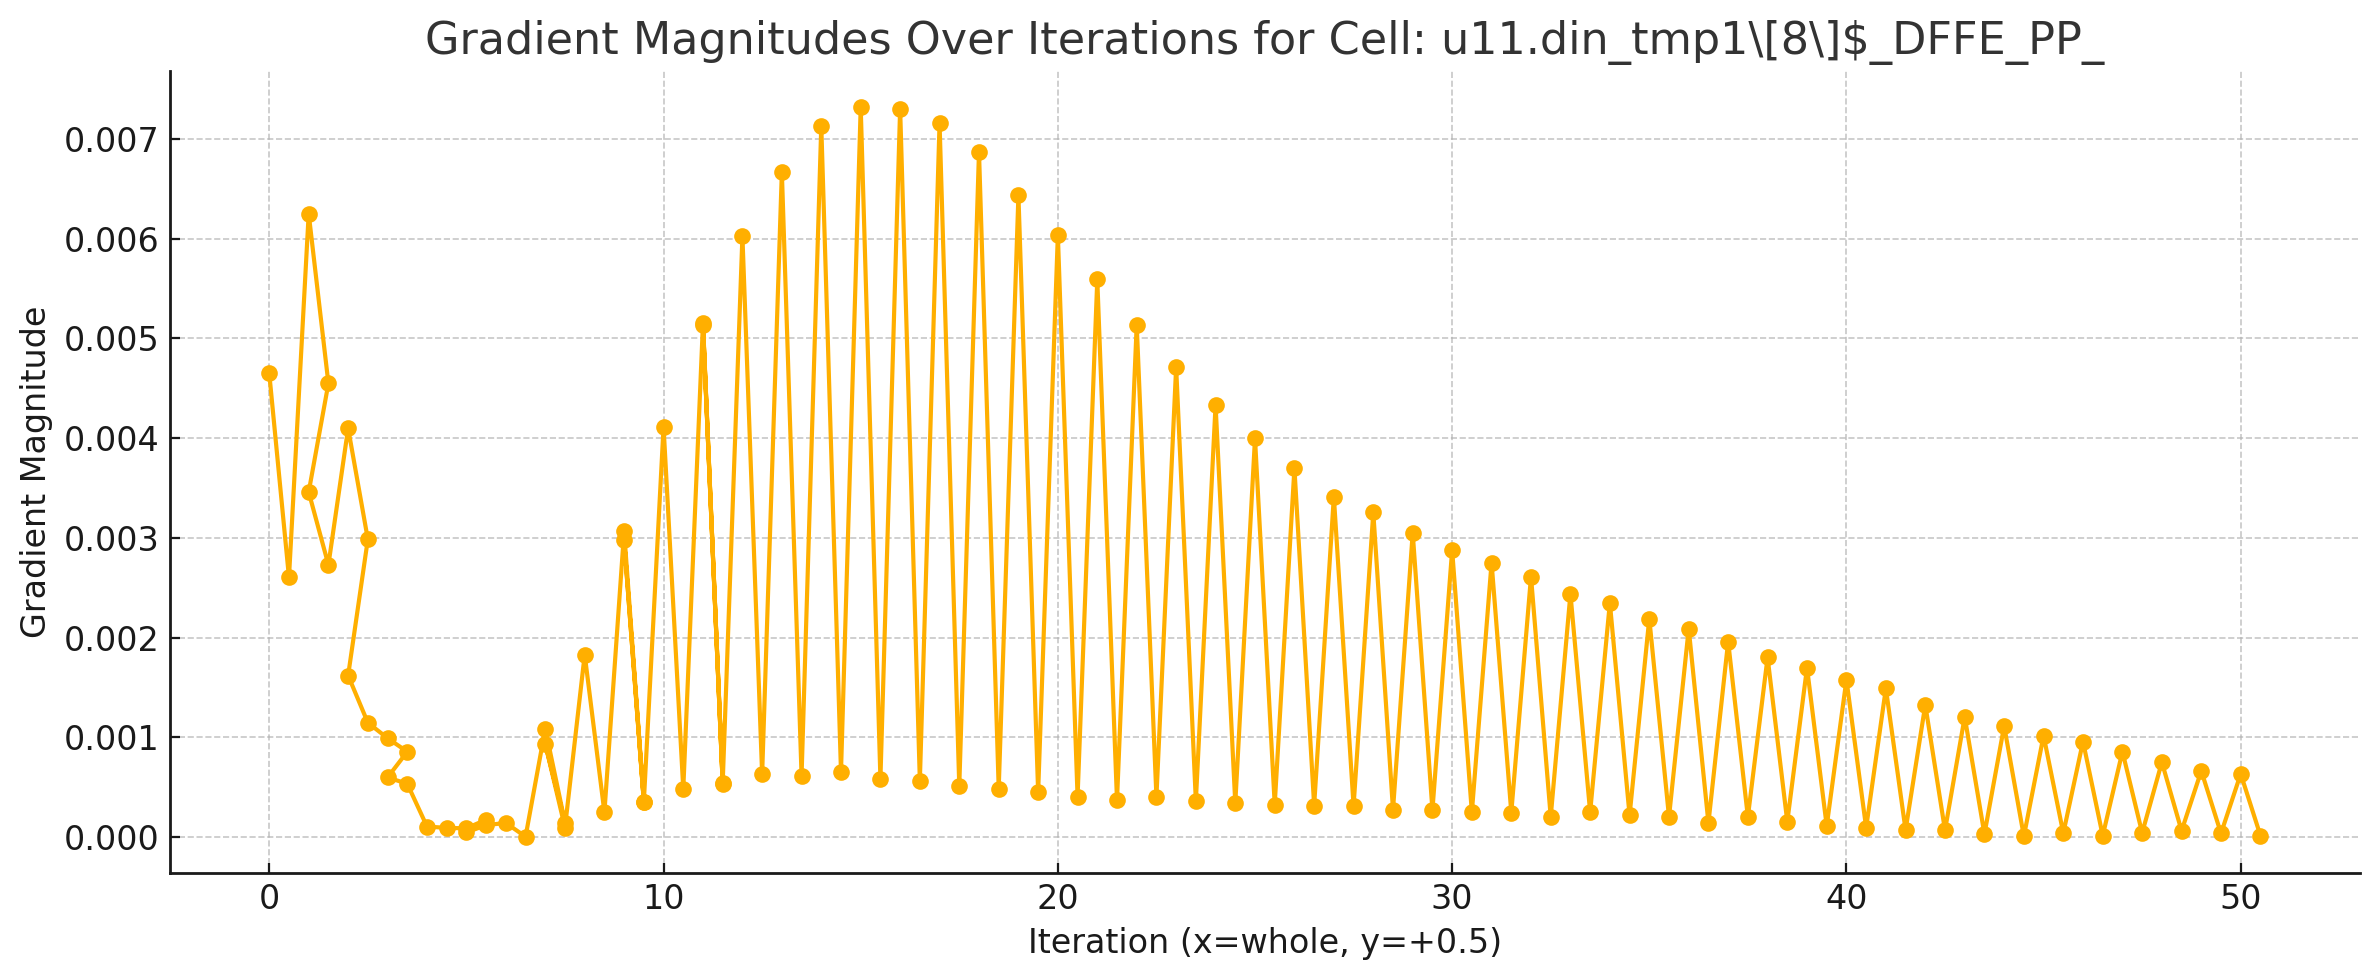 Gradient Magnitudes Over Iterations for Cell: u11.din_tmp1\[8\]$_DFFE_PP_
Gradient Magnitude
0.007
0.006
0.005
0.004
0.003
0.002
0.001
0.000
0 10 20 30 40 50
Iteration (x=whole, y=+0.5)